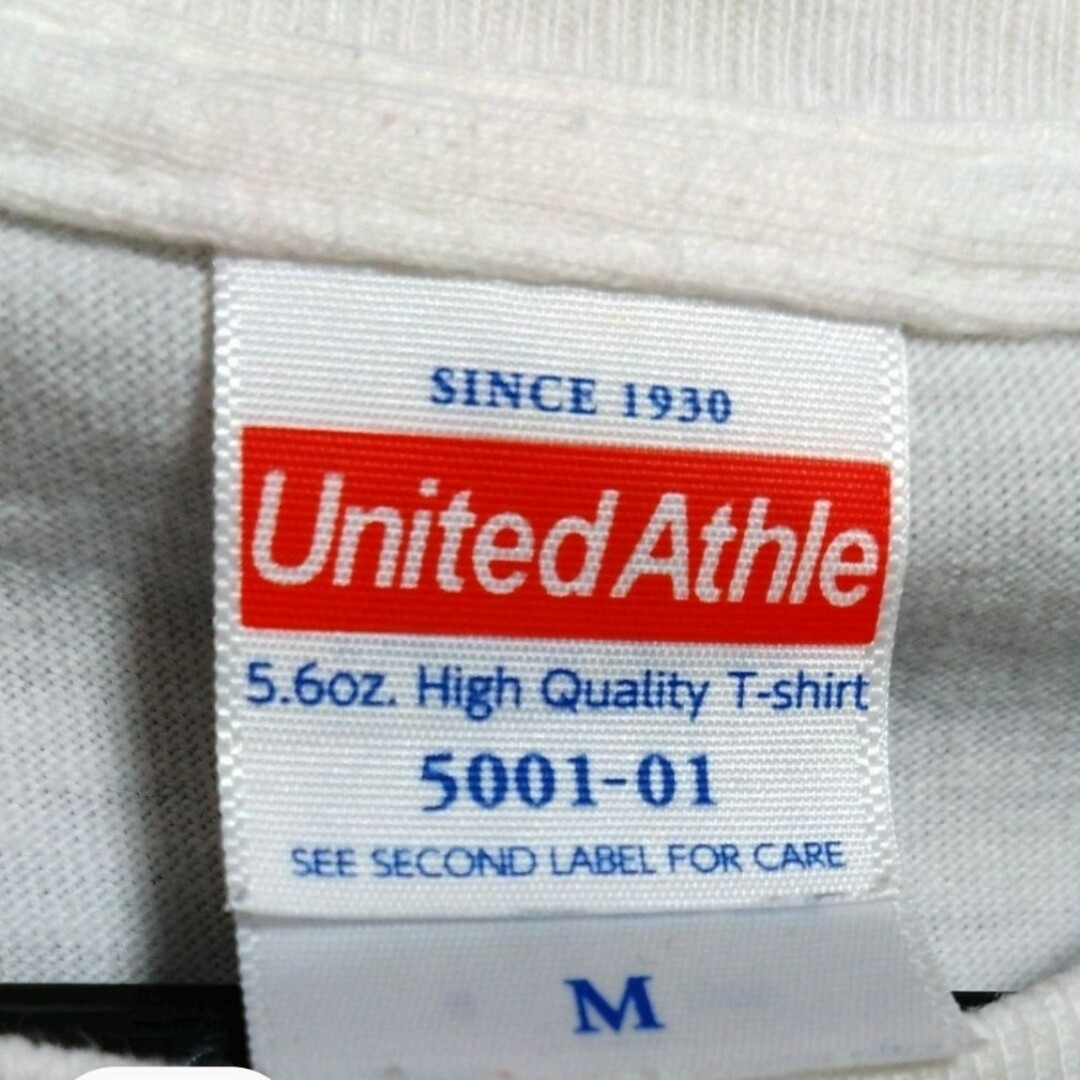 SINCE 1930
United Athle
5.6oz. High Quality T-shirt
5001-01
SEE SECOND LABEL FOR CARE
M